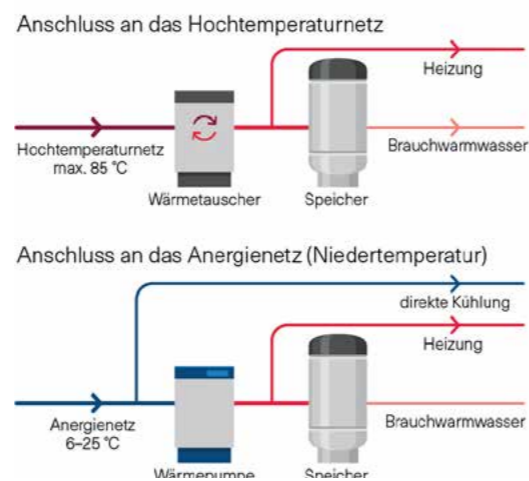 Anschluss an das Hochtemperaturnetz
Heizung
Hochtemperaturnetz
max. 85 °C
Brauchwarmwasser
Wärmetauscher
Speicher
Anschluss an das Anergienetz (Niedertemperatur)
direkte Kühlung
Heizung
Anergienetz
6–25 °C
Brauchwarmwasser
Wärmepumpe
Speicher